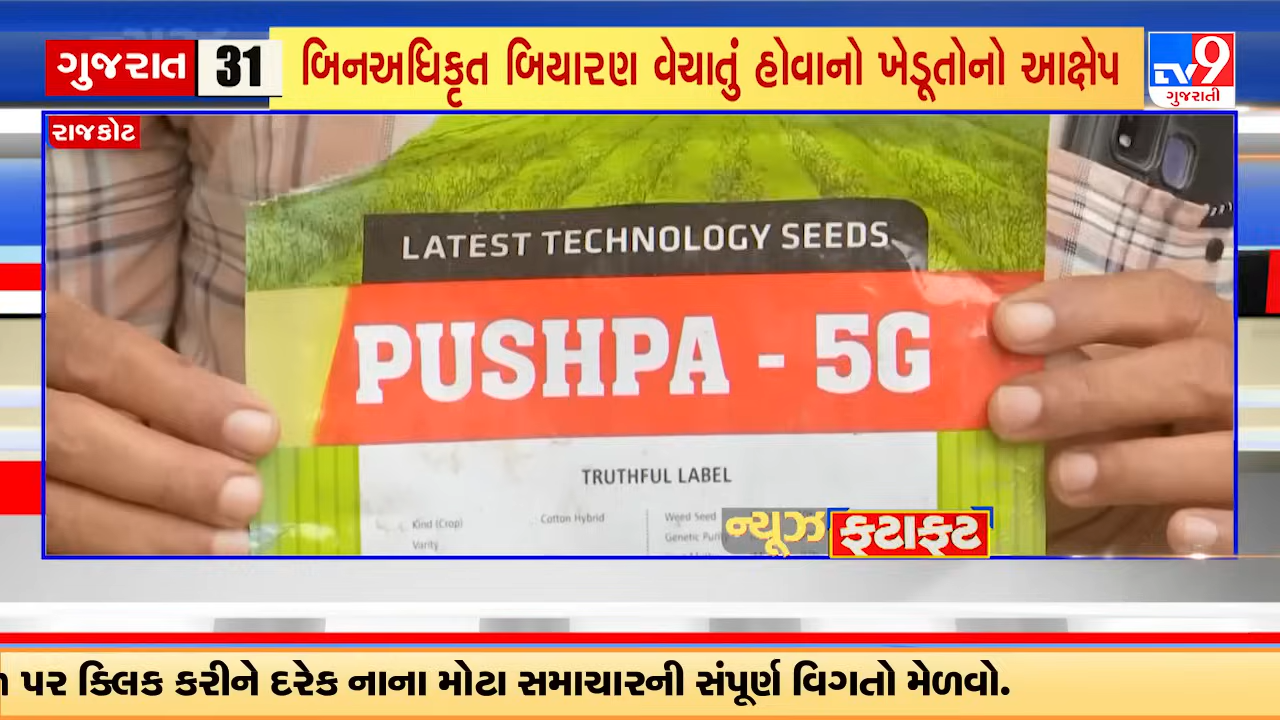 ગુજરાત 31 બિનઅધિકૃત બિયારણ વેચાતું હોવાનો ખેડૂતોનો આક્ષેપ
TV9
ગુજરાતી
રાજકોટ
LATEST TECHNOLOGY SEEDS
PUSHPA - 5G
TRUTHFUL LABEL
Kind (Crop) Cotton Hybrid Weed Seed
Varity Genetic Purity
ન્યૂઝ ફટાફટ
પર ક્લિક કરીને દરેક નાના મોટા સમાચારની સંપૂર્ણ વિગતો મેળવો.